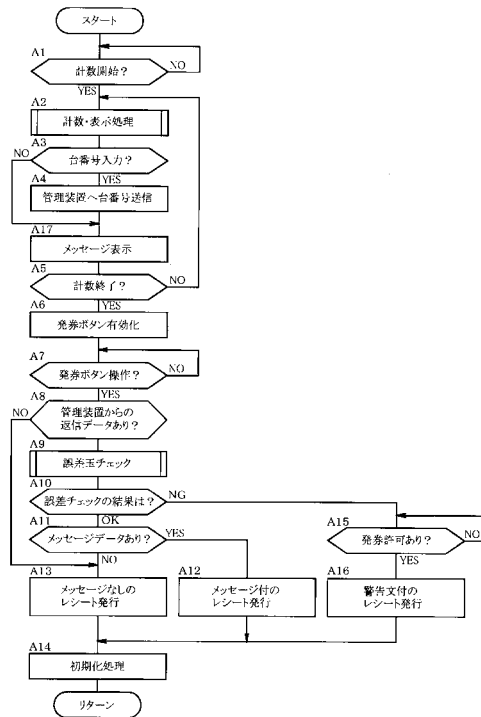 スタート
A1
計数開始?
NO
YES
A2
計数・表示処理
A3
NO
台番号入力?
YES
A4
管理装置へ台番号送信
A17
メッセージ表示
A5
計数終了?
NO
A6
YES
発券ボタン有効化
A7
発券ボタン操作?
NO
YES
A8
NO
管理装置からの
返信データあり?
A9
誤差玉チェック
A10
誤差チェックの結果は?
NG
A11
OK
メッセージデータあり?
YES
NO
A15
発券許可あり?
NO
YES
A13
メッセージなしの
レシート発行
A12
メッセージ付の
レシート発行
A16
警告文付の
レシート発行
A14
初期化処理
リターン